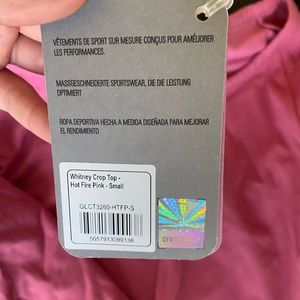 VÊTEMENTS DE SPORT SUR MESURE CONÇUS POUR AMÉLIORER
LES PERFORMANCES.
MASSGESCHNEIDERTE SPORTSWEAR, DIE DIE LEISTUNG
OPTIMIERT
ROPA DEPORTIVA HECHA A MEDIDA DISEÑADA PARA MEJORAR
EL RENDIMIENTO
Whitney Crop Top -
Hot Fire Pink - Small
GLCT3260-HTFP-S
5057913099138